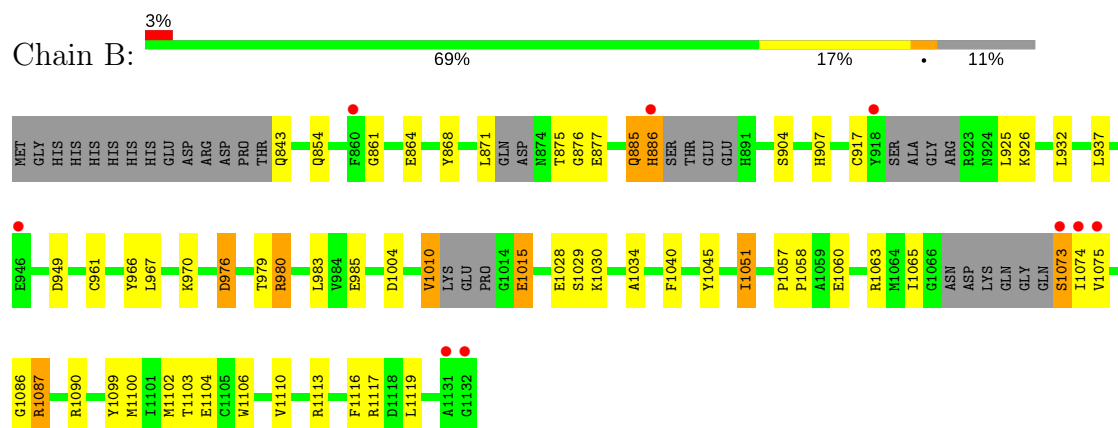 3%
Chain B:
69% 17% • 11%
MET GLY HIS HIS HIS HIS HIS HIS GLU ASP ARG ASP PRO THR Q843 Q854 F860 G861 E864 Y868 L871 GLN ASP N874 T875 G876 E877 Q885 H886 SER THR GLU GLU H891 S904 H907 C917 Y918 SER ALA GLY ARG R923 N924 L925 K926 L932 L937
E946 D949 C961 Y966 L967 K970 D976 T979 R980 L983 V984 E985 D1004 V1010 LYS GLU PRO G1014 E1015 E1028 S1029 K1030 A1034 F1040 Y1045 I1051 P1057 P1058 A1059 E1060 R1063 M1064 I1065 G1066 ASN ASP LYS GLN GLY GLN S1073 I1074 V1075
G1086 R1087 R1090 Y1099 M1100 I1101 M1102 T1103 E1104 C1105 W1106 V1110 R1113 F1116 R1117 D1118 L1119 A1131 G1132